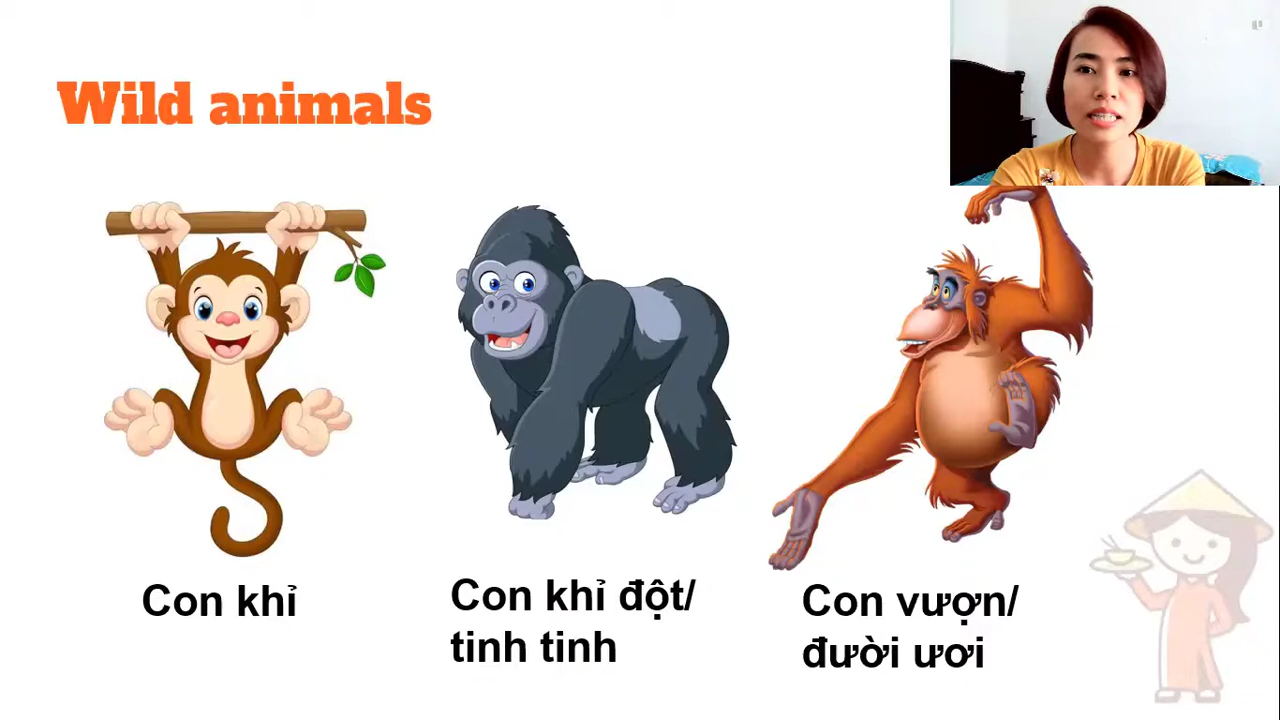 Wild animals
Con khỉ
Con khỉ đột/
tinh tinh
Con vượn/
đười ươi